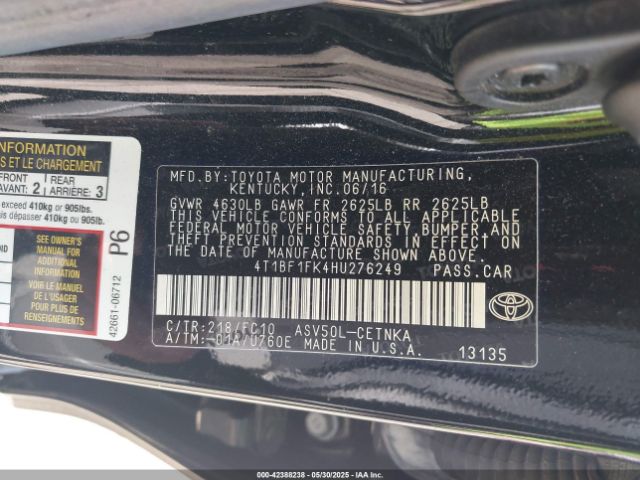 INFORMATION
S ET LE CHARGEMENT
FRONT
AVANT: 2
REAR
ARRIÈRE: 3
exceed 410kg or 905lbs.
is dépasser 410kg ou 905lb.
SEE OWNER'S
MANUAL FOR
ADDITIONAL
INFORMATION
VOIR LE MANUEL
DE L'USAGER
POUR PLUS DE
RENSEIGNEMENTS
P6
42661-06712
MFD.BY:TOYOTA MOTOR MANUFACTURING,
KENTUCKY,INC.06/16
GVWR 4630LB GAWR FR 2625LB RR 2625LB
THIS VEHICLE CONFORMS TO ALL APPLICABLE
FEDERAL MOTOR VEHICLE SAFETY,BUMPER,AND
THEFT PREVENTION STANDARDS IN EFFECT ON
THE DATE OF MANUFACTURE SHOWN ABOVE.
4T1BF1FK4HU276249 PASS.CAR
C/TR:218/FC10 ASV50L-CETNKA
A/TM:-01A/U760E MADE IN U.S.A. 13135
TOYOTA
000-42388238 — 05/30/2025 — IAA Inc.